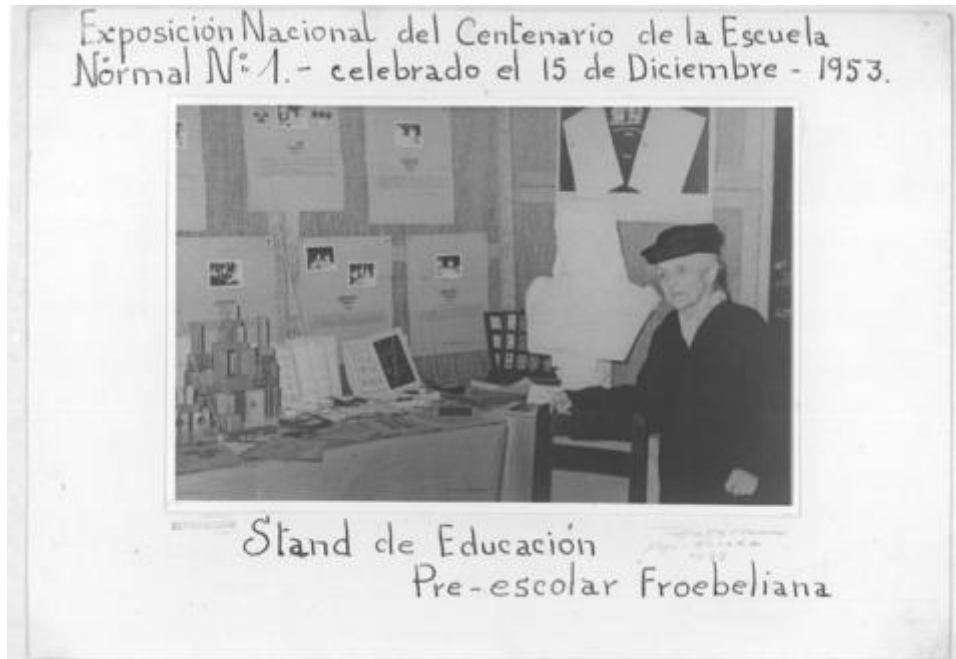 Exposición Nacional del Centenario de la Escuela
Nórmal Nº 1.- celebrado el 15 de Diciembre - 1953.
Stand de Educación
Pre-escolar Froebeliana